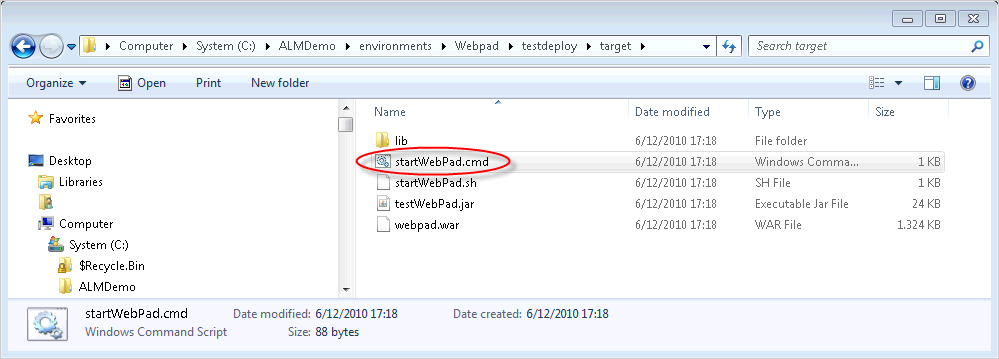 Computer System (C:) ALMDemo environments Webpad testdeploy target Search target
Organize Open Print New folder
Favorites
Desktop
Libraries
Computer
System (C:)
$Recycle.Bin
ALMDemo
Name Date modified Type Size
lib 6/12/2010 17:18 File folder
startWebPad.cmd 6/12/2010 17:18 Windows Comma... 1 KB
startWebPad.sh 6/12/2010 17:18 SH File 1 KB
testWebPad.jar 6/12/2010 17:18 Executable Jar File 24 KB
webpad.war 6/12/2010 17:18 WAR File 1.324 KB
startWebPad.cmd Date modified: 6/12/2010 17:18 Date created: 6/12/2010 17:18
Windows Command Script Size: 88 bytes